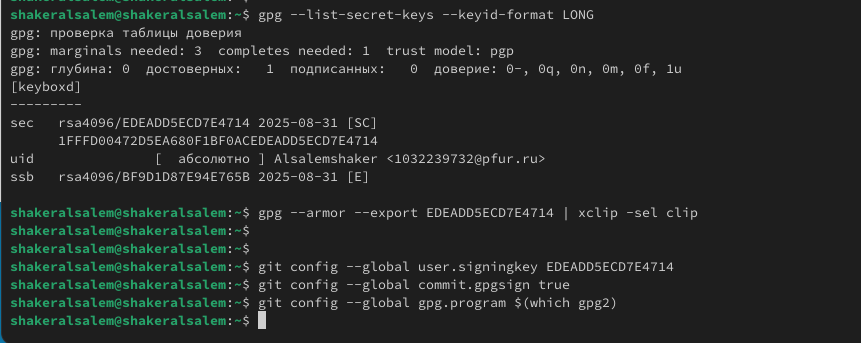 shakeralsalem@shakeralsalem:~$ gpg --list-secret-keys --keyid-format LONG
gpg: проверка таблицы доверия
gpg: marginals needed: 3  completes needed: 1  trust model: pgp
gpg: глубина: 0  достоверных:   1  подписанных:   0  доверие: 0-, 0q, 0n, 0m, 0f, 1u
[keyboxd]
---------
sec   rsa4096/EDEADD5ECD7E4714 2025-08-31 [SC]
      1FFFD00472D5EA680F1BF0ACEDEADD5ECD7E4714
uid             [  абсолютно ] Alsalemshaker <1032239732@pfur.ru>
ssb   rsa4096/BF9D1D87E94E765B 2025-08-31 [E]
shakeralsalem@shakeralsalem:~$ gpg --armor --export EDEADD5ECD7E4714 | xclip -sel clip
shakeralsalem@shakeralsalem:~$
shakeralsalem@shakeralsalem:~$
shakeralsalem@shakeralsalem:~$ git config --global user.signingkey EDEADD5ECD7E4714
shakeralsalem@shakeralsalem:~$ git config --global commit.gpgsign true
shakeralsalem@shakeralsalem:~$ git config --global gpg.program $(which gpg2)
shakeralsalem@shakeralsalem:~$